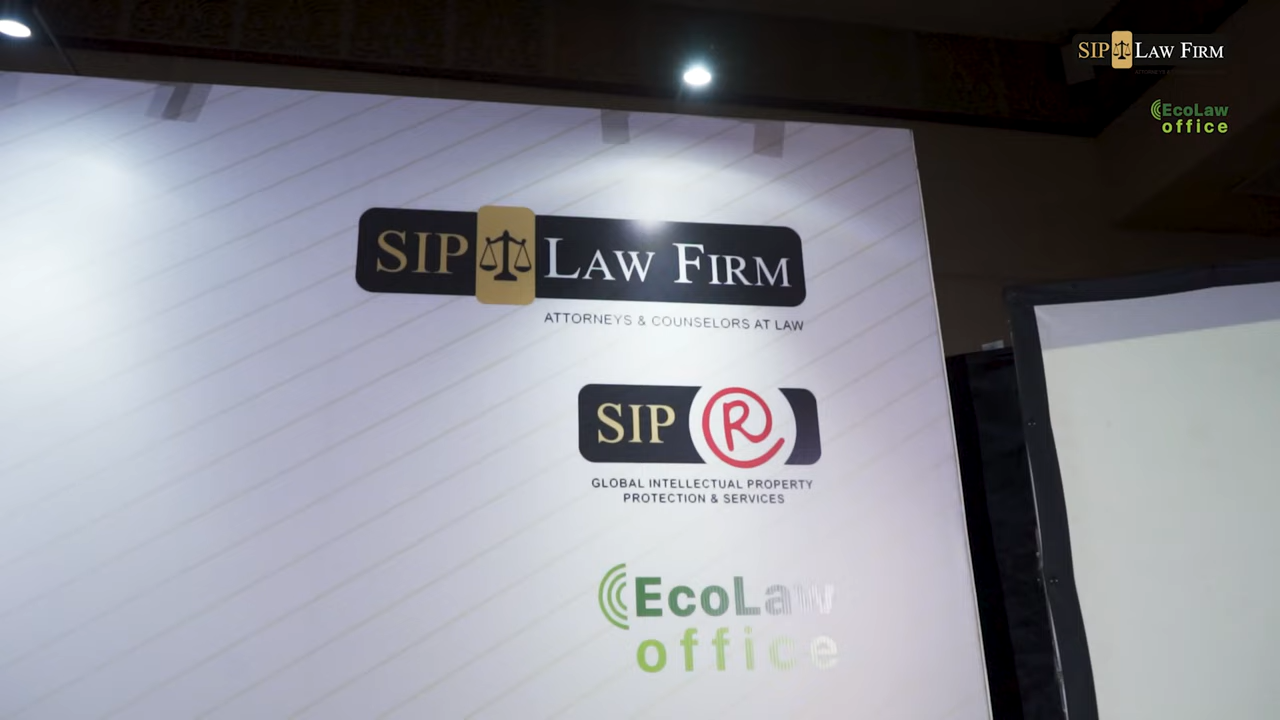 SIP LAW FIRM
EcoLaw
office
SIP LAW FIRM
ATTORNEYS & COUNSELORS AT LAW
SIP R
GLOBAL INTELLECTUAL PROPERTY
PROTECTION & SERVICES
EcoLaw
office